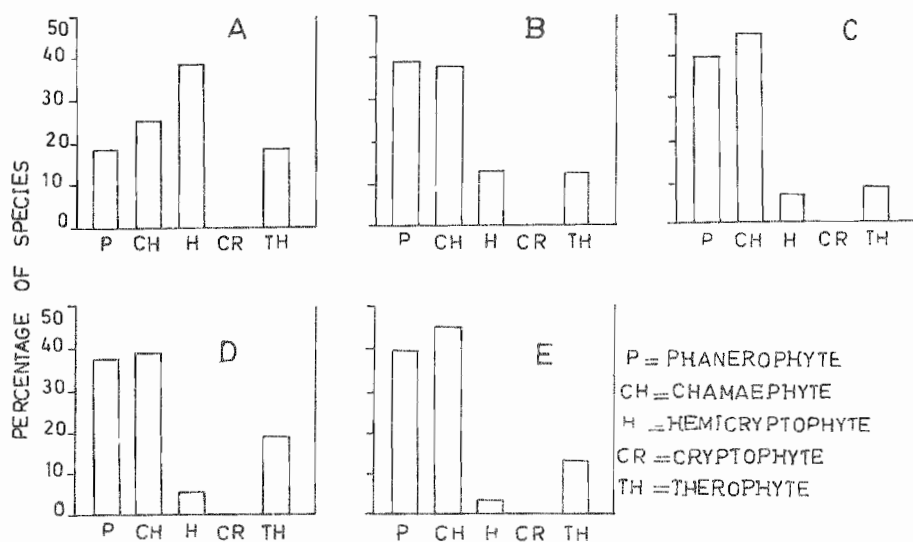 PERCENTAGE OF SPECIES
50
40
30
20
10
0
A
P CH H CR TH
B
P CH H CR TH
C
P CH H CR TH
50
40
30
20
10
0
D
P CH H CR TH
E
P CH H CR TH
P = PHANEROPHYTE
CH = CHAMAEPHYTE
H = HEMICRYPTOPHYTE
CR = CRYPTOPHYTE
TH = THEROPHYTE